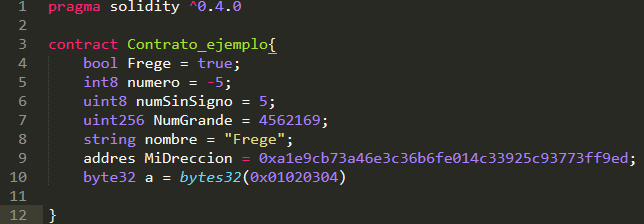 1 pragma solidity ^0.4.0
2
3 contract Contrato_ejemplo{
4 bool Frege = true;
5 int8 numero = -5;
6 uint8 numSinSigno = 5;
7 uint256 NumGrande = 4562169;
8 string nombre = "Frege";
9 addres MiDreccion = 0xa1e9cb73a46e3c36b6fe014c33925c93773ff9ed;
10 byte32 a = bytes32(0x01020304)
11
12 }